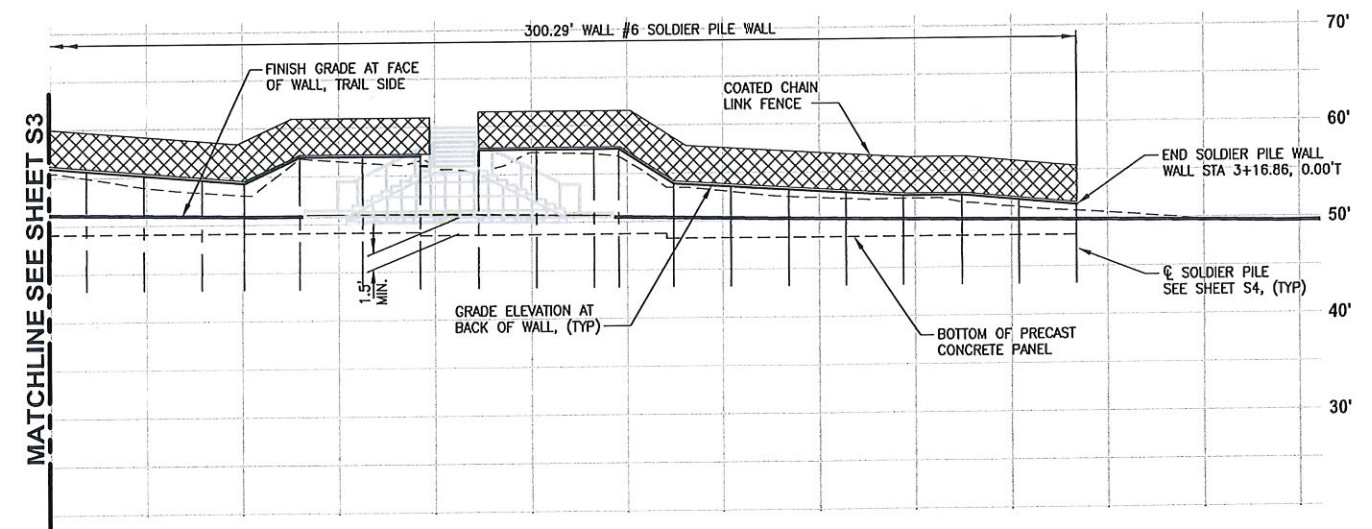 300.29' WALL #6 SOLDIER PILE WALL
70'
FINISH GRADE AT FACE
OF WALL, TRAIL SIDE
COATED CHAIN
LINK FENCE
60'
END SOLDIER PILE WALL
WALL STA 3+16.86, 0.00'T
50'
MATCHLINE SEE SHEET S3
1.5'
MIN.
GRADE ELEVATION AT
BACK OF WALL, (TYP)
℄ SOLDIER PILE
SEE SHEET S4, (TYP)
40'
BOTTOM OF PRECAST
CONCRETE PANEL
30'